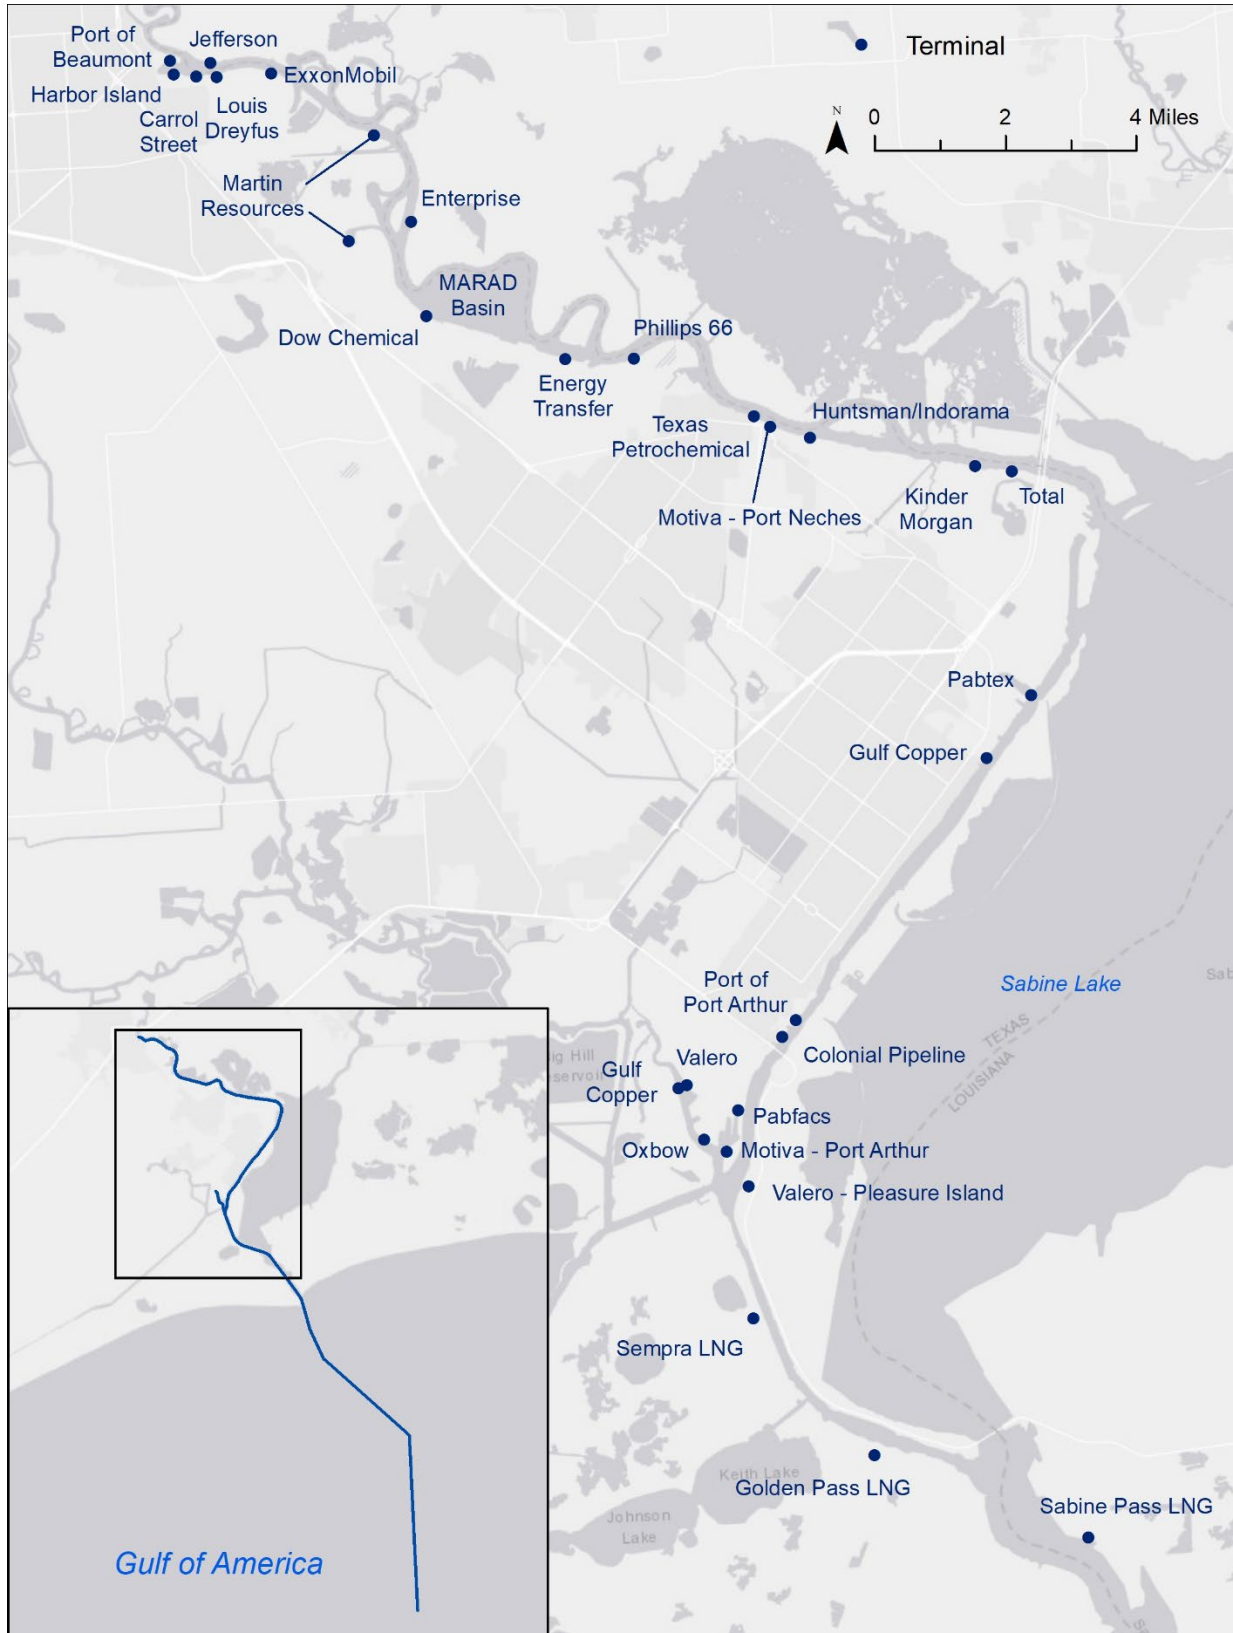 Port of
Beaumont
Jefferson
ExxonMobil
Harbor Island
Carrol
Street
Louis
Dreyfus
Terminal
N
0
2
4 Miles
Martin
Resources
Enterprise
MARAD
Basin
Dow Chemical
Phillips 66
Energy
Transfer
Texas
Petrochemical
Huntsman/Indorama
Motiva - Port Neches
Kinder
Morgan
Total
Pabtex
Gulf Copper
Port of
Port Arthur
Sabine Lake
Sab
TEXAS
LOUISIANA
Colonial Pipeline
Valero
Gulf
Copper
Pabfacs
Oxbow
Motiva - Port Arthur
Valero - Pleasure Island
Sempra LNG
Keith Lake
Golden Pass LNG
Johnson
Lake
Sabine Pass LNG
ig Hill
eservoir
Gulf of America